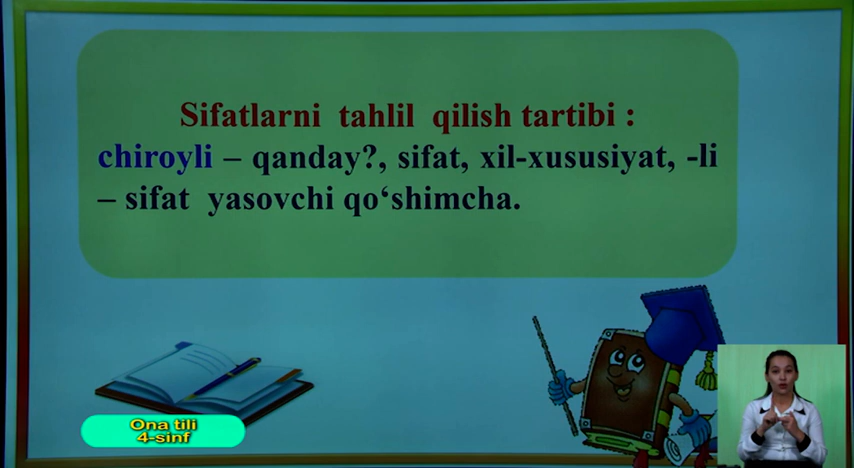 Sifatlarni tahlil qilish tartibi :
chiroyli – qanday?, sifat, xil-xususiyat, -li
– sifat yasovchi qo‘shimcha.
Ona tili
4-sinf